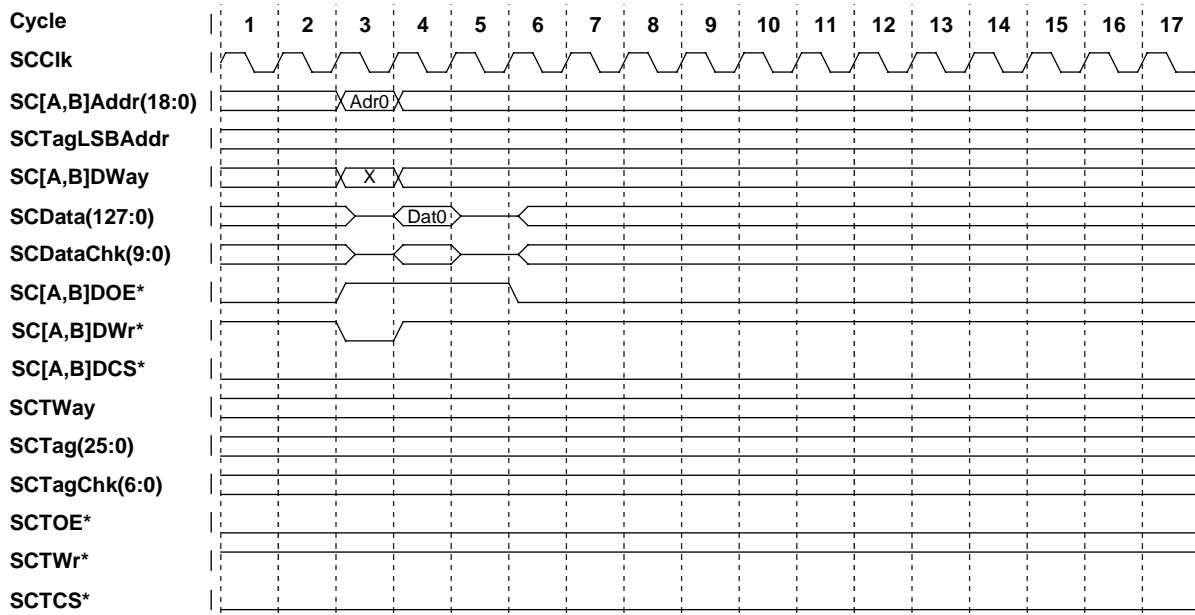 Cycle 1 2 3 4 5 6 7 8 9 10 11 12 13 14 15 16 17
SCClk
SC[A,B]Addr(18:0) Adr0
SCTagLSBAddr
SC[A,B]DWay X
SCData(127:0) Dat0
SCDataChk(9:0)
SC[A,B]DOE*
SC[A,B]DWr*
SC[A,B]DCS*
SCTWay
SCTag(25:0)
SCTagChk(6:0)
SCTOE*
SCTWr*
SCTCS*